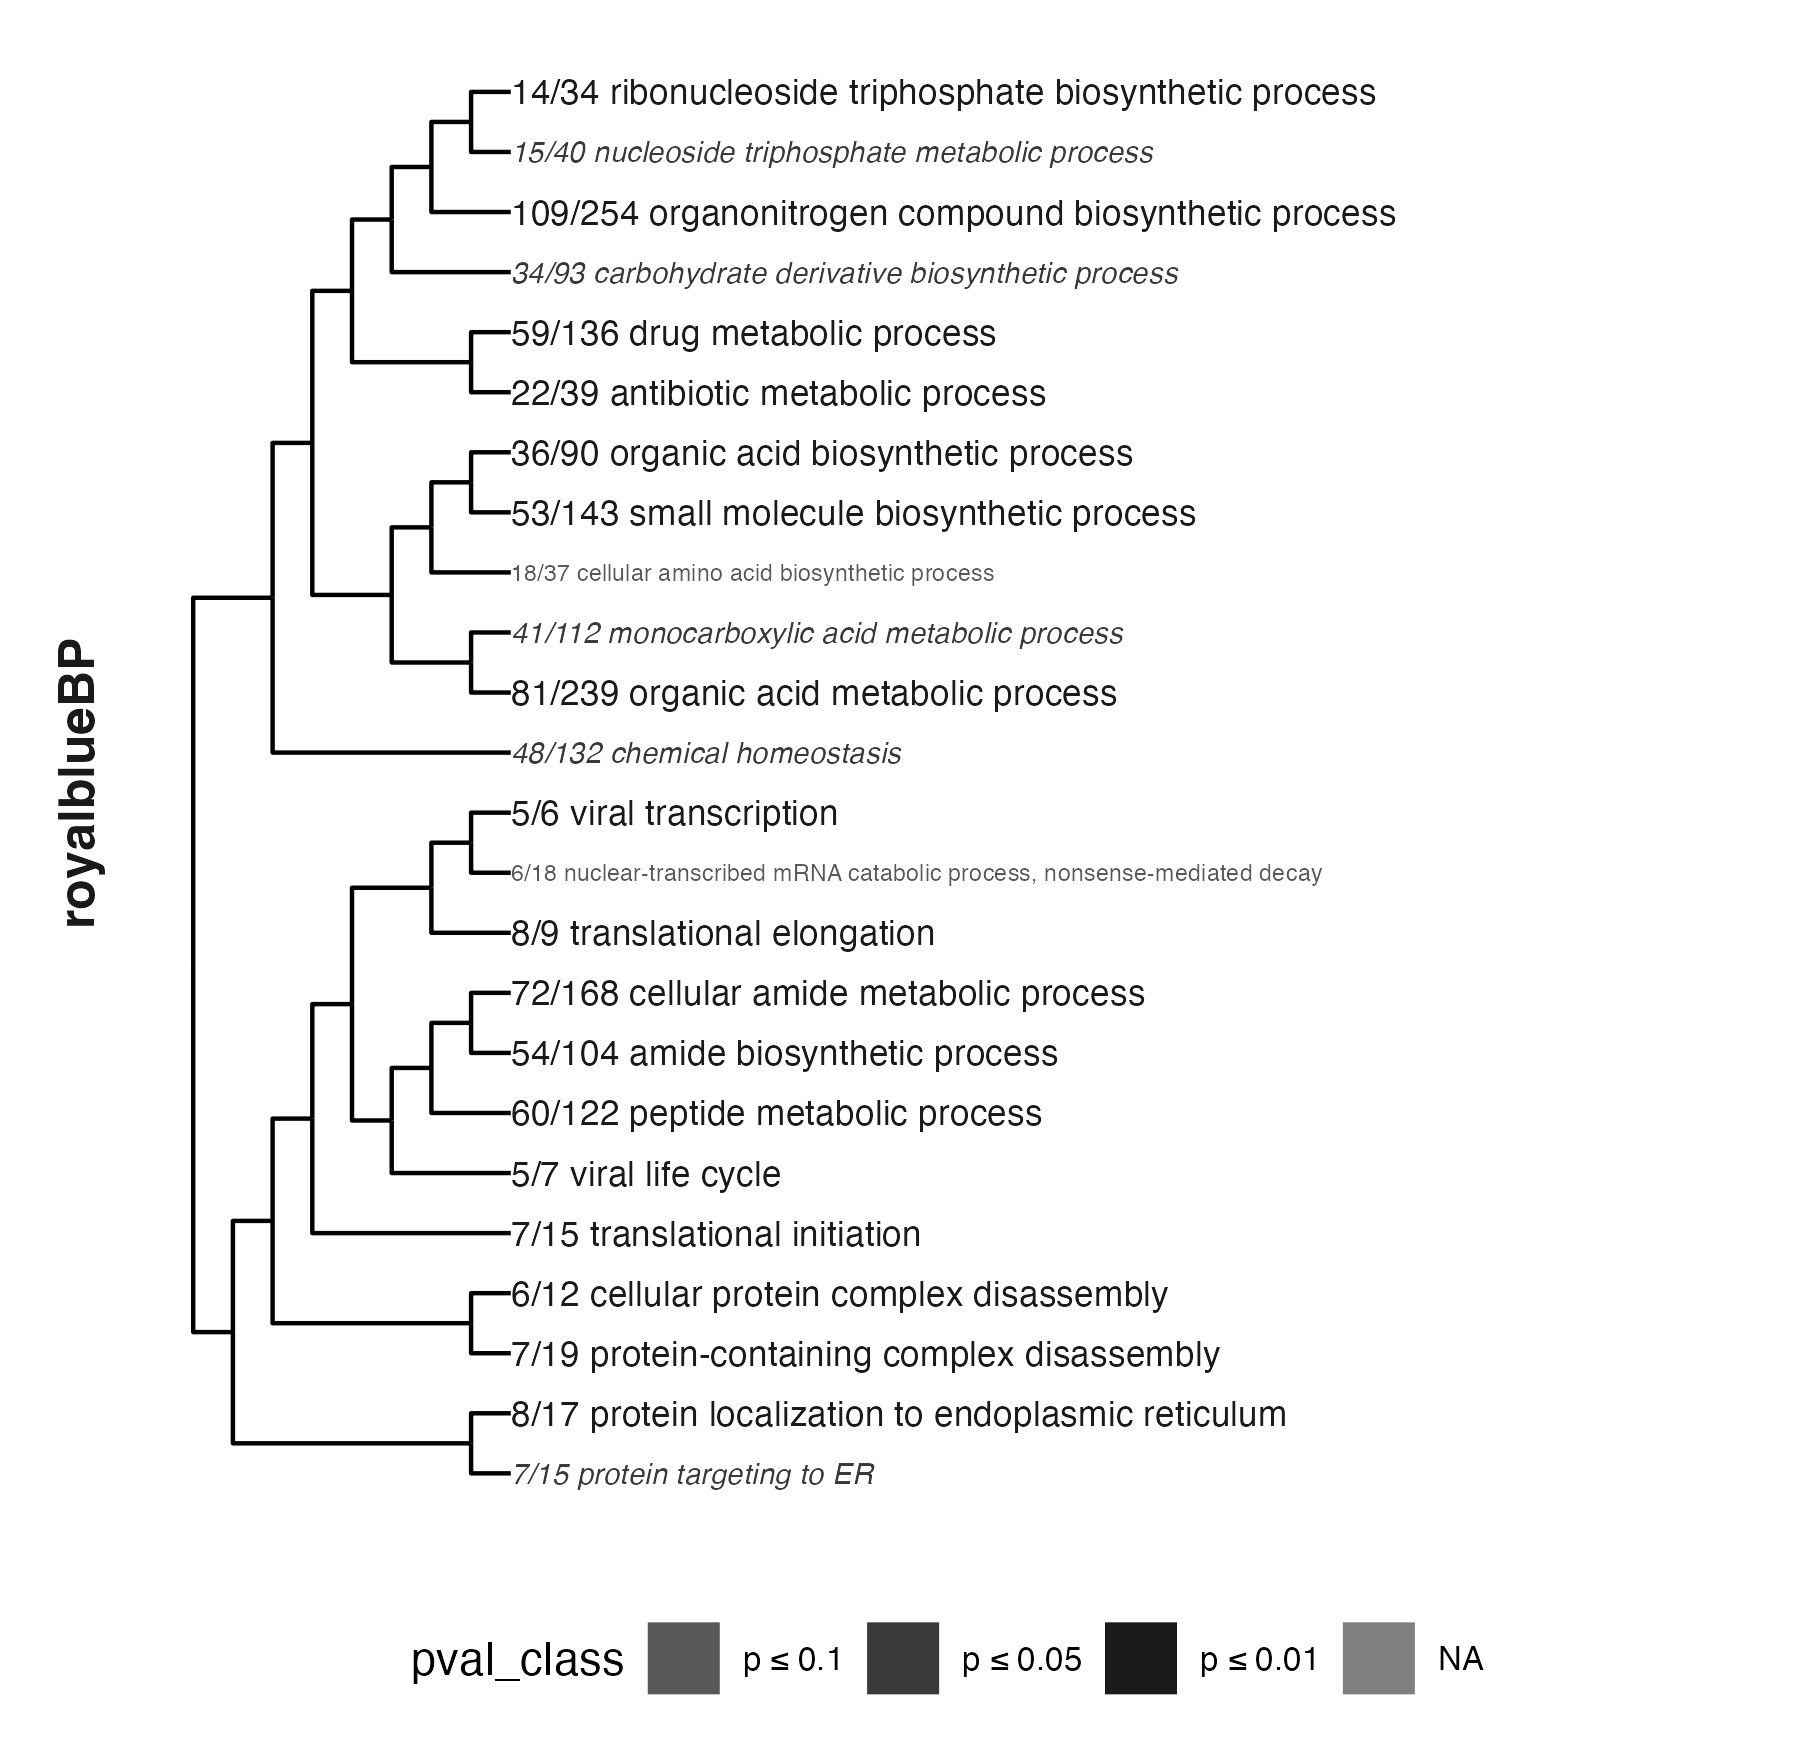 14/34 ribonucleoside triphosphate biosynthetic process
15/40 nucleoside triphosphate metabolic process
109/254 organonitrogen compound biosynthetic process
34/93 carbohydrate derivative biosynthetic process
59/136 drug metabolic process
22/39 antibiotic metabolic process
36/90 organic acid biosynthetic process
53/143 small molecule biosynthetic process
18/37 cellular amino acid biosynthetic process
41/112 monocarboxylic acid metabolic process
81/239 organic acid metabolic process
48/132 chemical homeostasis
royalblueBP
5/6 viral transcription
6/18 nuclear-transcribed mRNA catabolic process, nonsense-mediated decay
8/9 translational elongation
72/168 cellular amide metabolic process
54/104 amide biosynthetic process
60/122 peptide metabolic process
5/7 viral life cycle
7/15 translational initiation
6/12 cellular protein complex disassembly
7/19 protein-containing complex disassembly
8/17 protein localization to endoplasmic reticulum
7/15 protein targeting to ER
pval_class p ≤ 0.1 p ≤ 0.05 p ≤ 0.01 NA